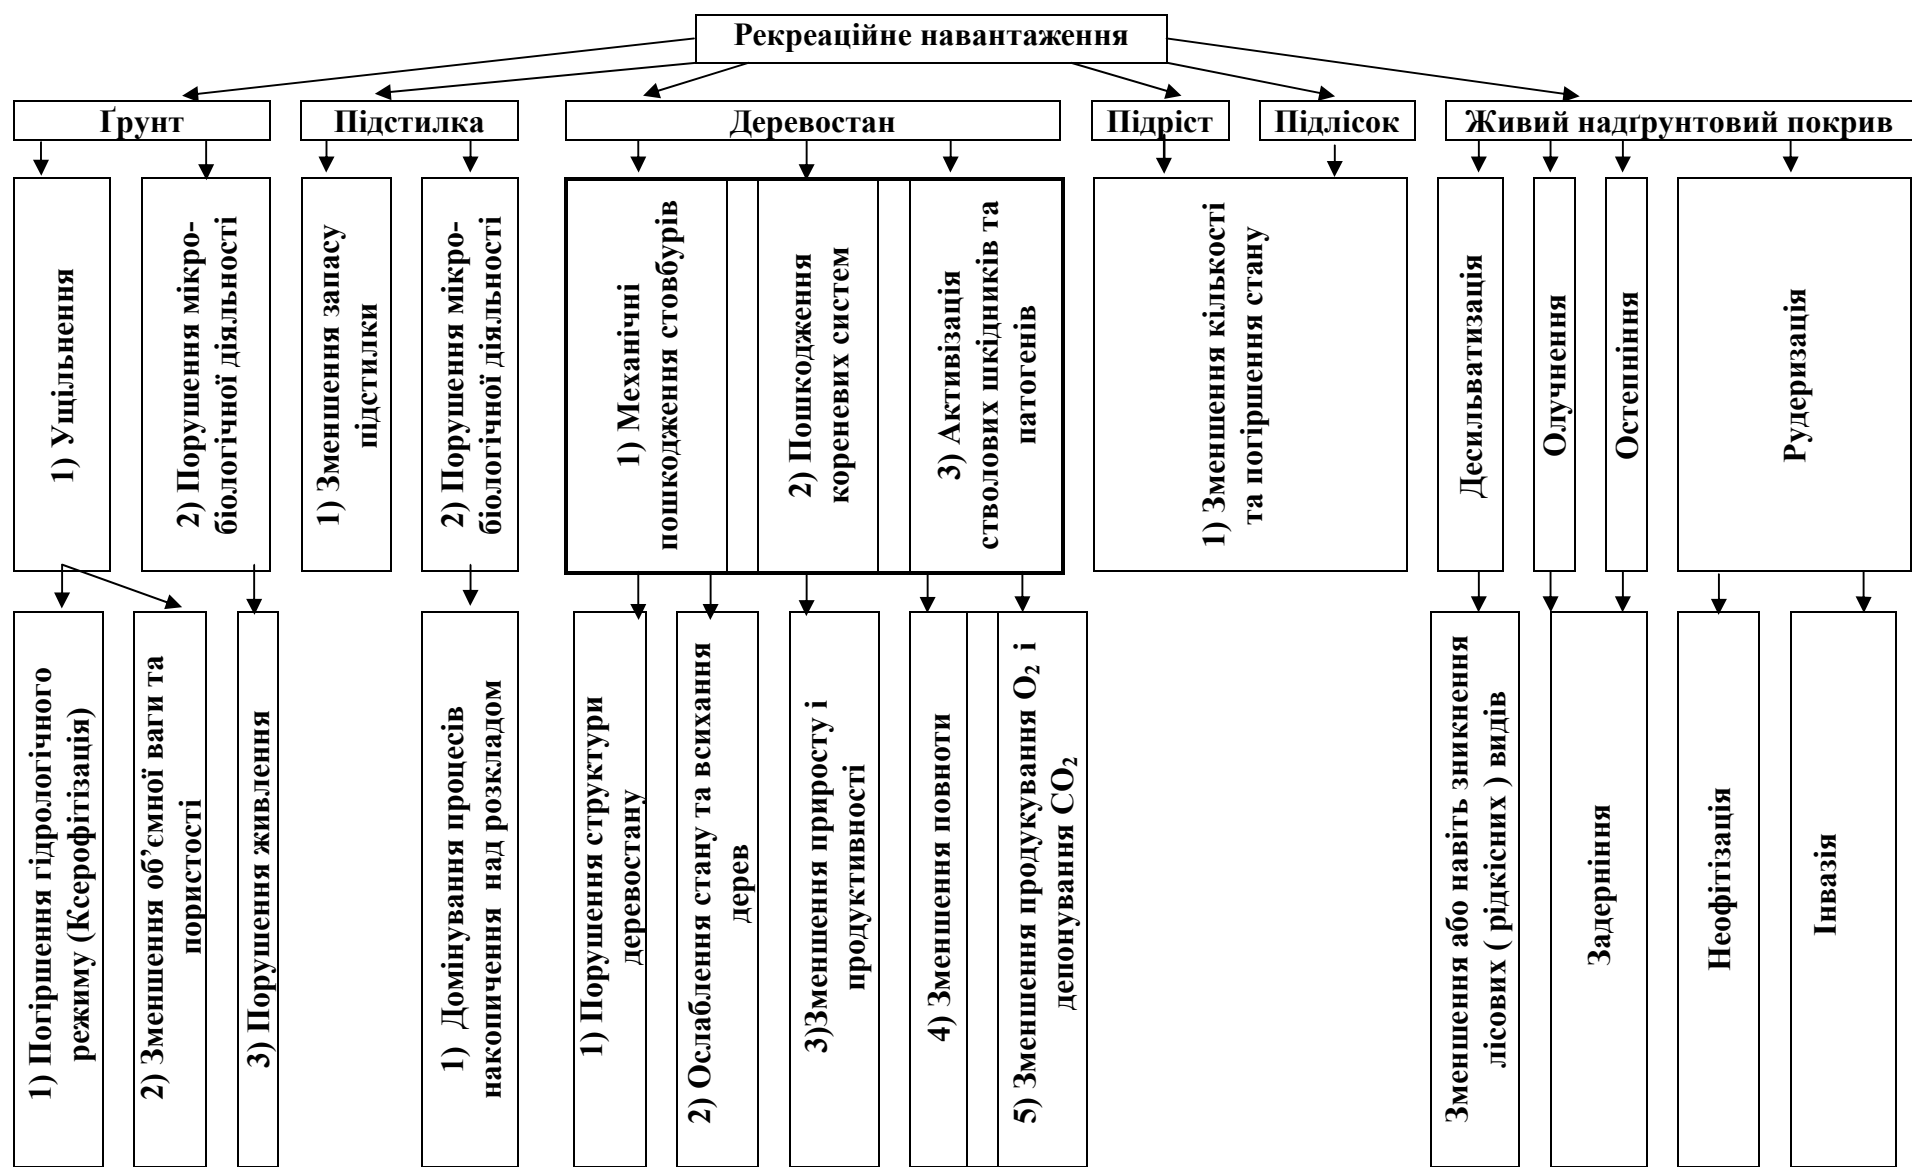 Рекреаційне навантаження
Ґрунт
Підстилка
Деревостан
Підріст
Підлісок
Живий надґрунтовий покрив
1) Ущільнення
2) Порушення мікро-
біологічної діяльності
1) Зменшення запасу
підстилки
2) Порушення мікро-
біологічної діяльності
1) Механічні
пошкодження стовбурів
2) Пошкодження
кореневих систем
3) Активізація
стволових шкідників та
патогенів
1) Зменшення кількості
та погіршення стану
Десильватизація
Олучнення
Остепніння
Рудеризація
1) Погіршення гідрологічного
режиму (Ксерофітізація)
2) Зменшення об’ємної ваги та
пористості
3) Порушення живлення
1) Домінування процесів
накопичення над розкладом
1) Порушення структури
деревостану
2) Ослаблення стану та всихання
дерев
3)Зменшення приросту і
продуктивності
4) Зменшення повноти
5) Зменшення продукування O₂ і
депонування CO₂
Зменшення або навіть зникнення
лісових ( рідкісних ) видів
Задерніння
Неофітізація
Інвазія